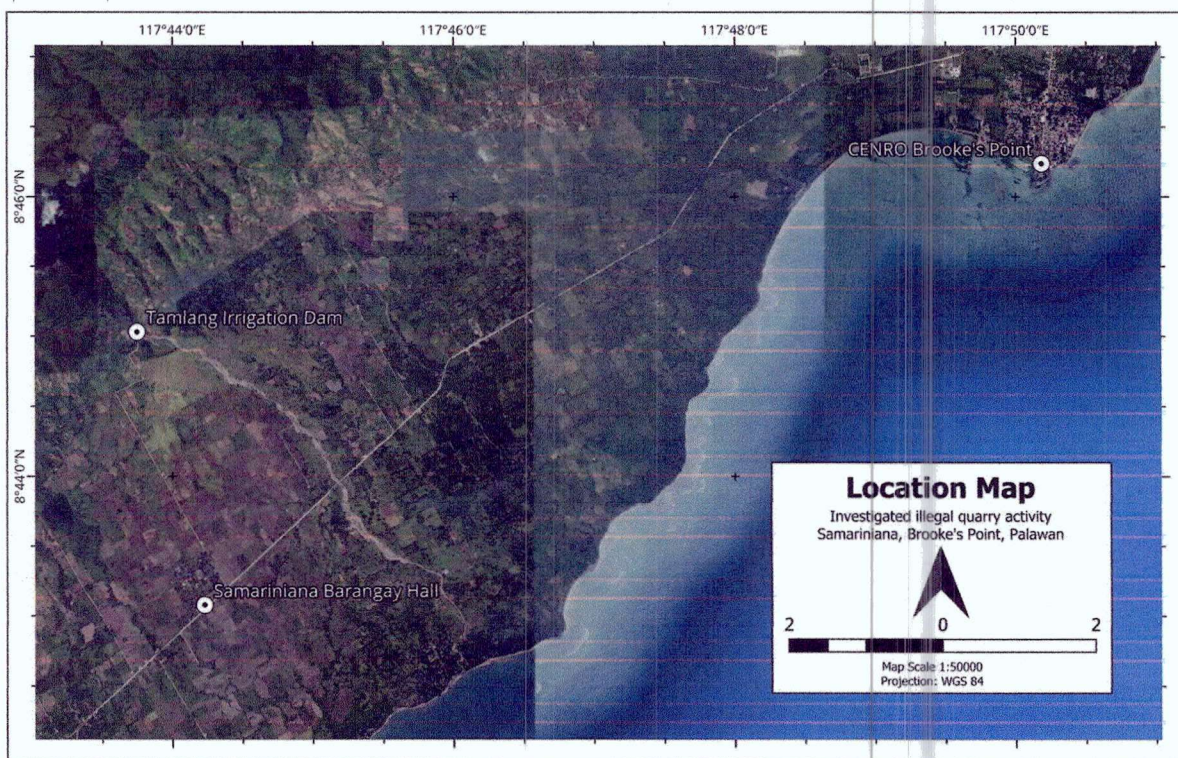 117°44'0"E 117°46'0"E 117°48'0"E 117°50'0"E
CENRO Brooke's Point
8°46'0"N
Tamlang Irrigation Dam
8°44'0"N
Location Map
Investigated illegal quarry activity
Samariniana, Brooke's Point, Palawan
Samariniana Barangay Hall
2 0 2
Map Scale 1:50000
Projection: WGS 84